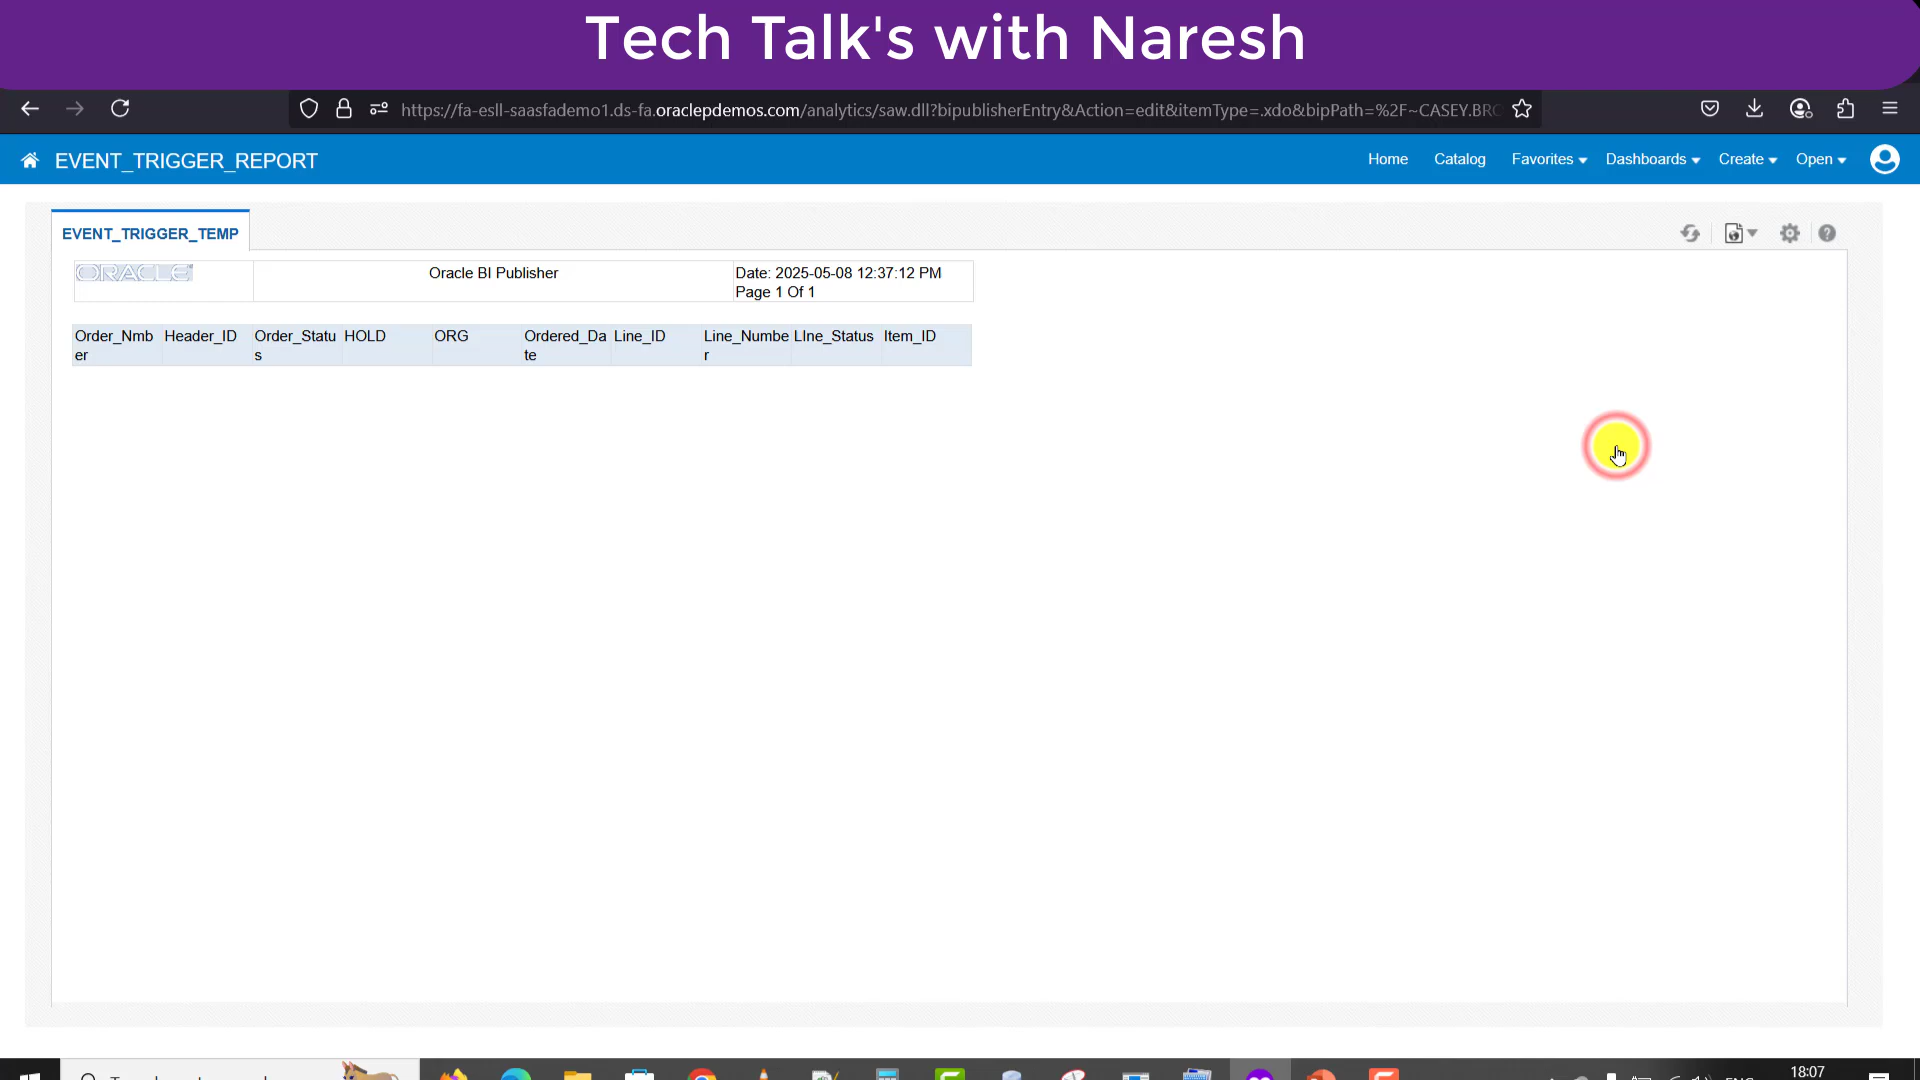 Tech Talk's with Naresh
https://fa-esll-saasfademo1.ds-fa.oraclepdemos.com/analytics/saw.dll?bipublisherEntry&Action=edit&itemType=.xdo&bipPath=%2F~CASEY.BRO
EVENT_TRIGGER_REPORT
Home Catalog Favorites Dashboards Create Open
EVENT_TRIGGER_TEMP
ORACLE
Oracle BI Publisher
Date: 2025-05-08 12:37:12 PM
Page 1 Of 1
Order_Nmb Header_ID Order_Statu HOLD ORG Ordered_Da Line_ID Line_Numbe LIne_Status Item_ID
er s te r
18:07